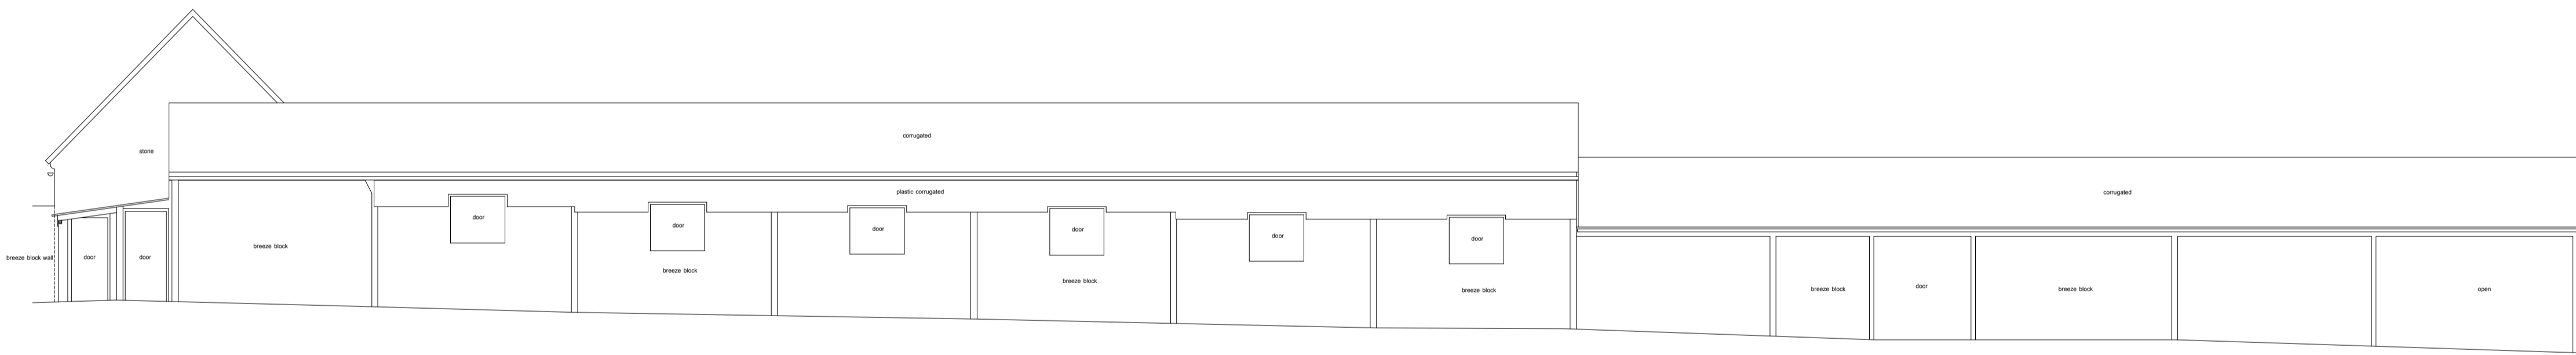 corrugated
stone
plastic corrugated
corrugated
door
door
door
door
door
door
breeze block
breeze block wall
door
door
breeze block
breeze block
breeze block
breeze block
door
breeze block
open